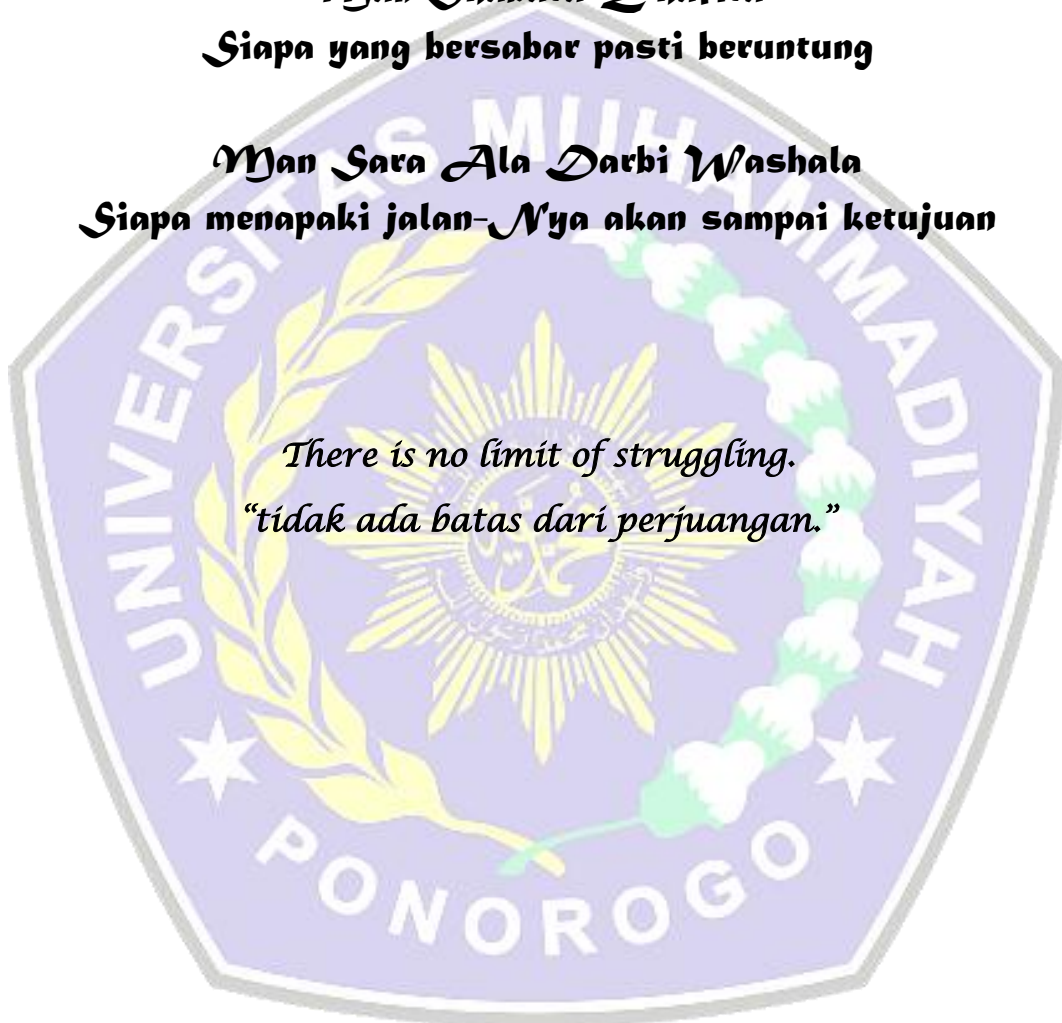 Siapa yang bersabar pasti beruntung
Man Sara Ala Darbi Washala
Siapa menapaki jalan-Nya akan sampai ketujuan
There is no limit of struggling.
“tidak ada batas dari perjuangan.”
UNIVERSITAS MUHAMMADIYAH
PONOROGO